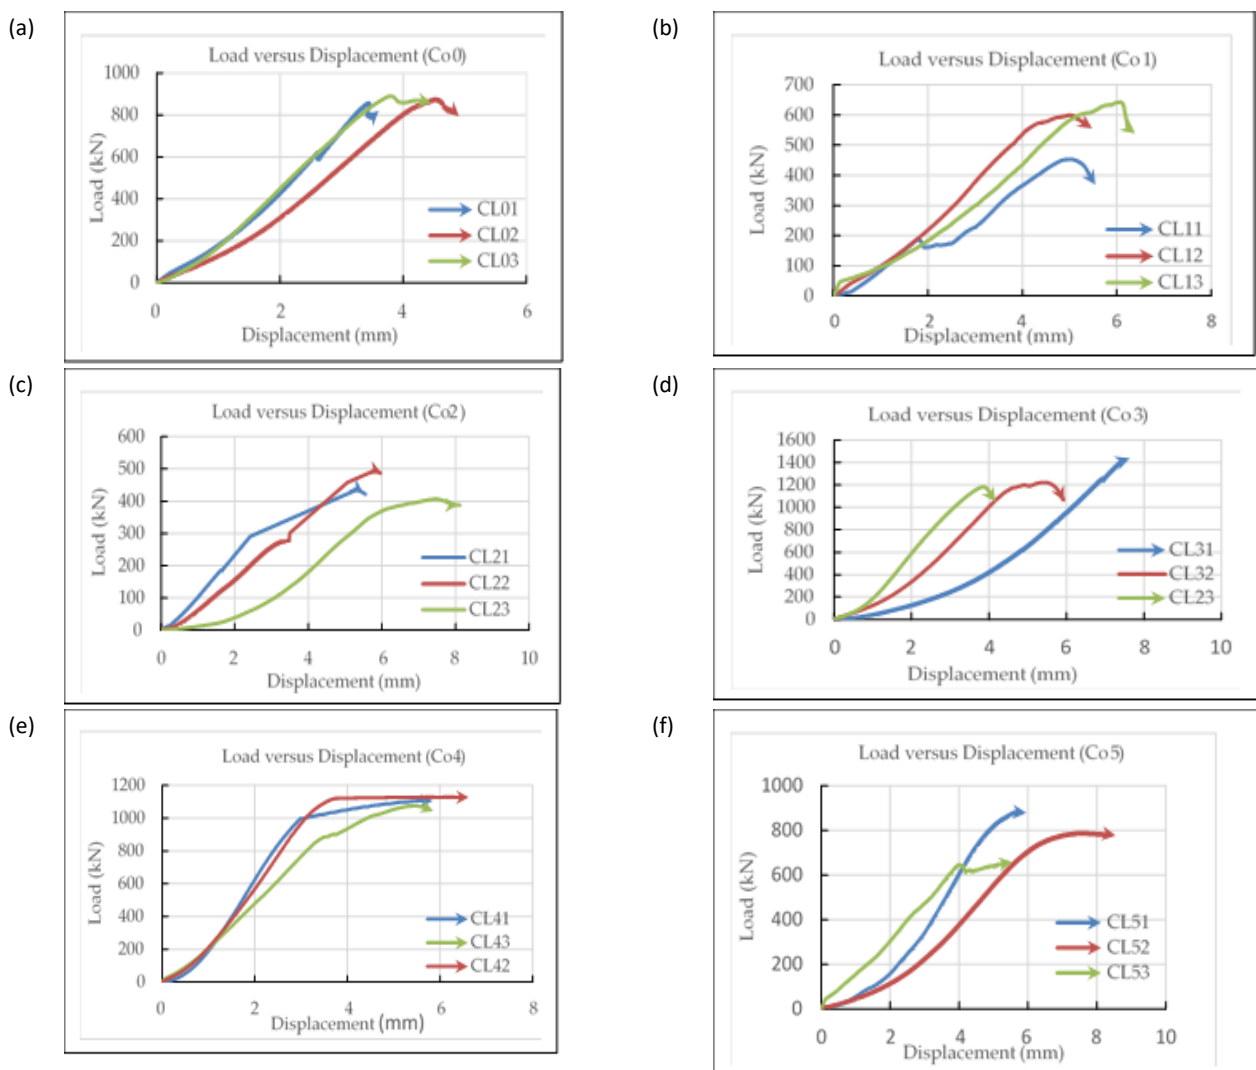 (a)
Load versus Displacement (Co0)
1000
800
600
400
200
0
Load (kN)
CL01
CL02
CL03
0 2 4 6
Displacement (mm)
(b)
Load versus Displacement (Co1)
700
600
500
400
300
200
100
0
Load (kN)
CL11
CL12
CL13
0 2 4 6 8
Displacement (mm)
(c)
Load versus Displacement (Co2)
600
500
400
300
200
100
0
Load (kN)
CL21
CL22
CL23
0 2 4 6 8 10
Displacement (mm)
(d)
Load versus Displacement (Co3)
1600
1400
1200
1000
800
600
400
200
0
Load (kN)
CL31
CL32
CL23
0 2 4 6 8 10
Displacement (mm)
(e)
Load versus Displacement (Co4)
1200
1000
800
600
400
200
0
Load (kN)
CL41
CL43
CL42
0 2 4 6 8
Displacement (mm)
(f)
Load versus Displacement (Co5)
1000
800
600
400
200
0
Load (kN)
CL51
CL52
CL53
0 2 4 6 8 10
Displacement (mm)